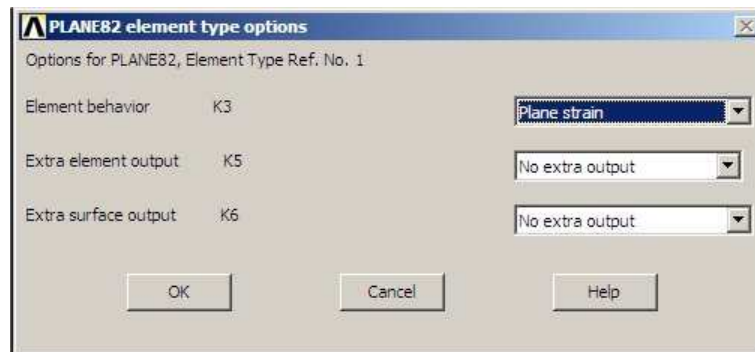 PLANE82 element type options
Options for PLANE82, Element Type Ref. No. 1
Element behavior K3 Plane strain
Extra element output K5 No extra output
Extra surface output K6 No extra output
OK Cancel Help